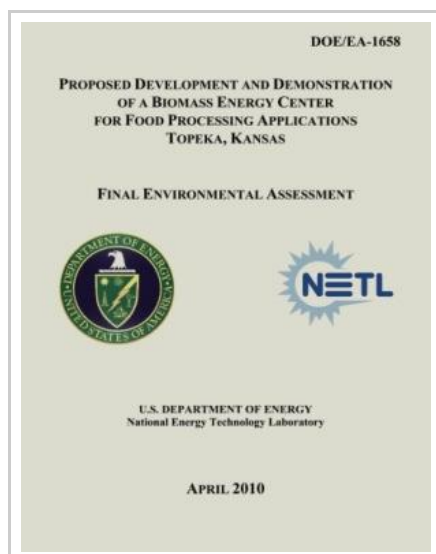 DOE/EA-1658
PROPOSED DEVELOPMENT AND DEMONSTRATION
OF A BIOMASS ENERGY CENTER
FOR FOOD PROCESSING APPLICATIONS
TOPEKA, KANSAS
FINAL ENVIRONMENTAL ASSESSMENT
DEPARTMENT OF ENERGY
UNITED STATES OF AMERICA
NETL
U.S. DEPARTMENT OF ENERGY
National Energy Technology Laboratory
APRIL 2010